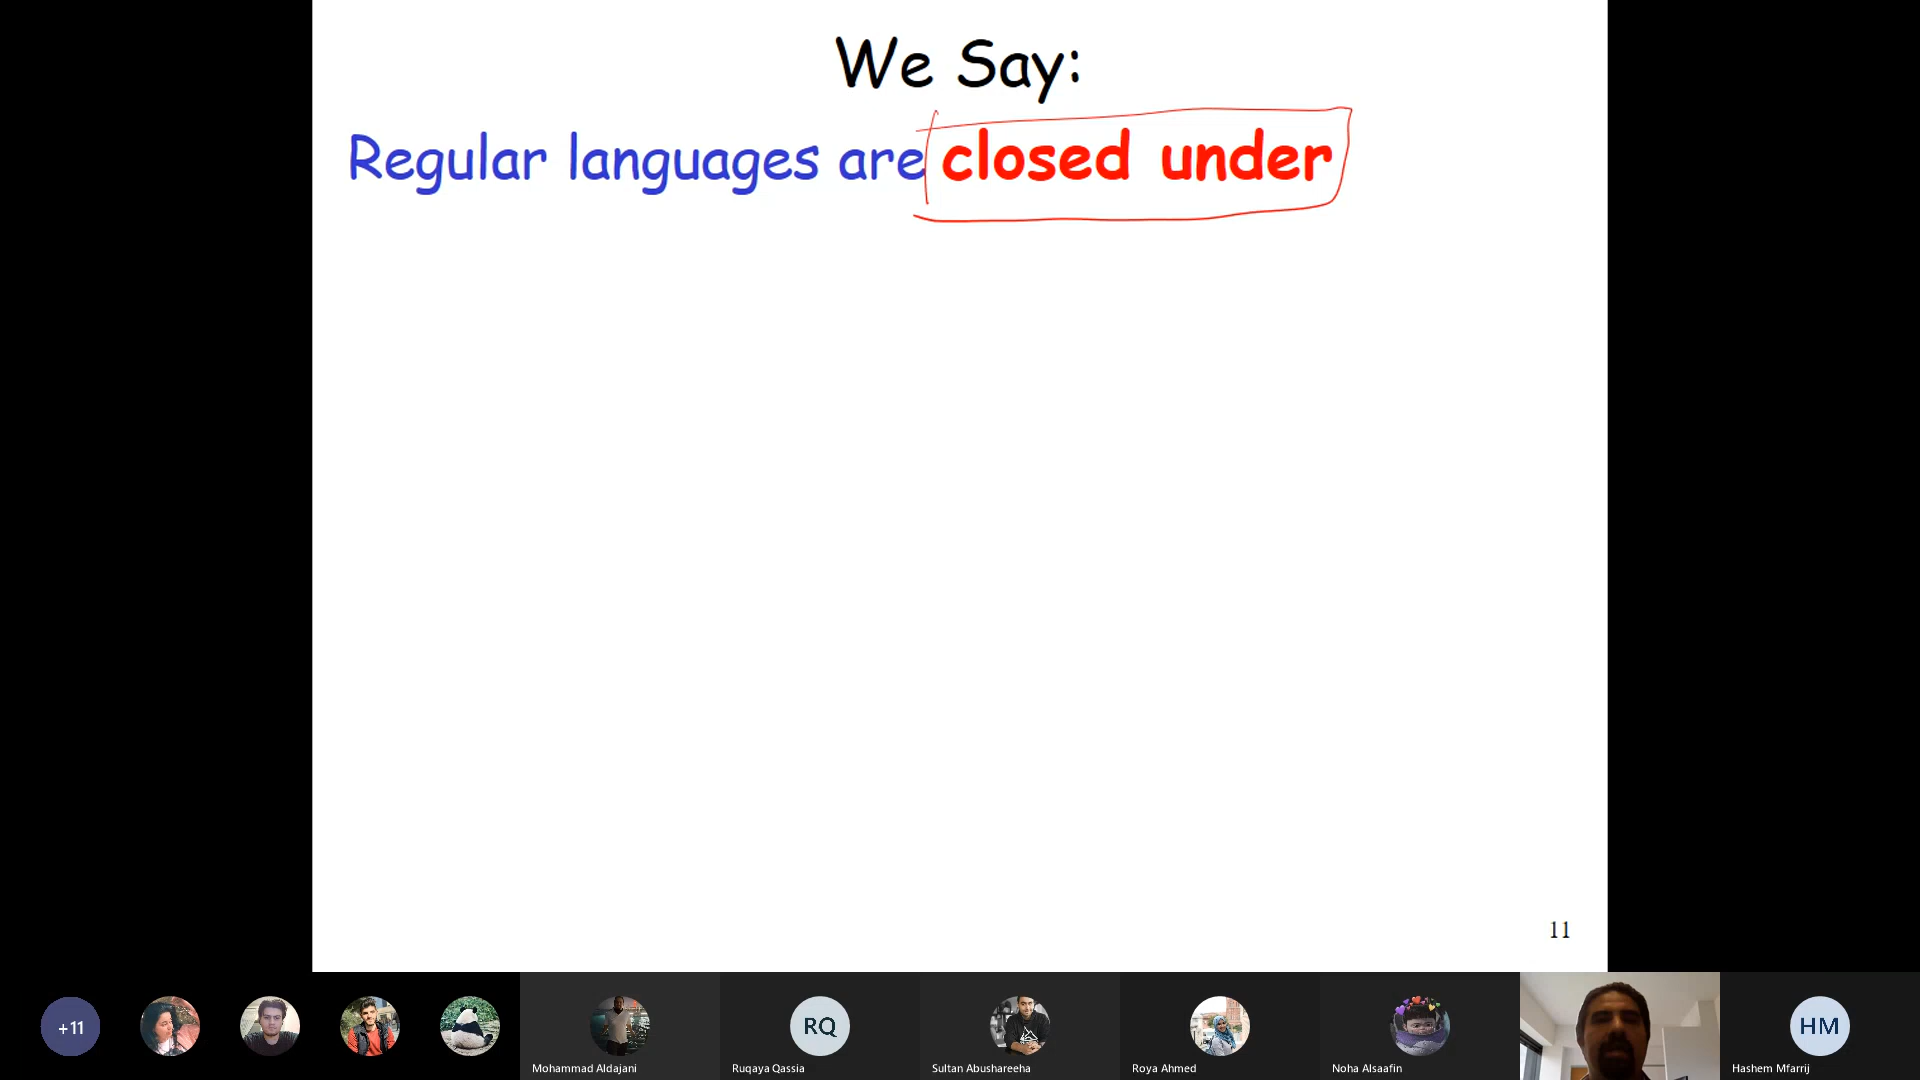 We Say:
Regular languages are closed under
11
+11
RQ
HM
Mohammad Aldajani
Ruqaya Qassia
Sultan Abushareeha
Roya Ahmed
Noha Alsaafin
Hashem Mfarrij